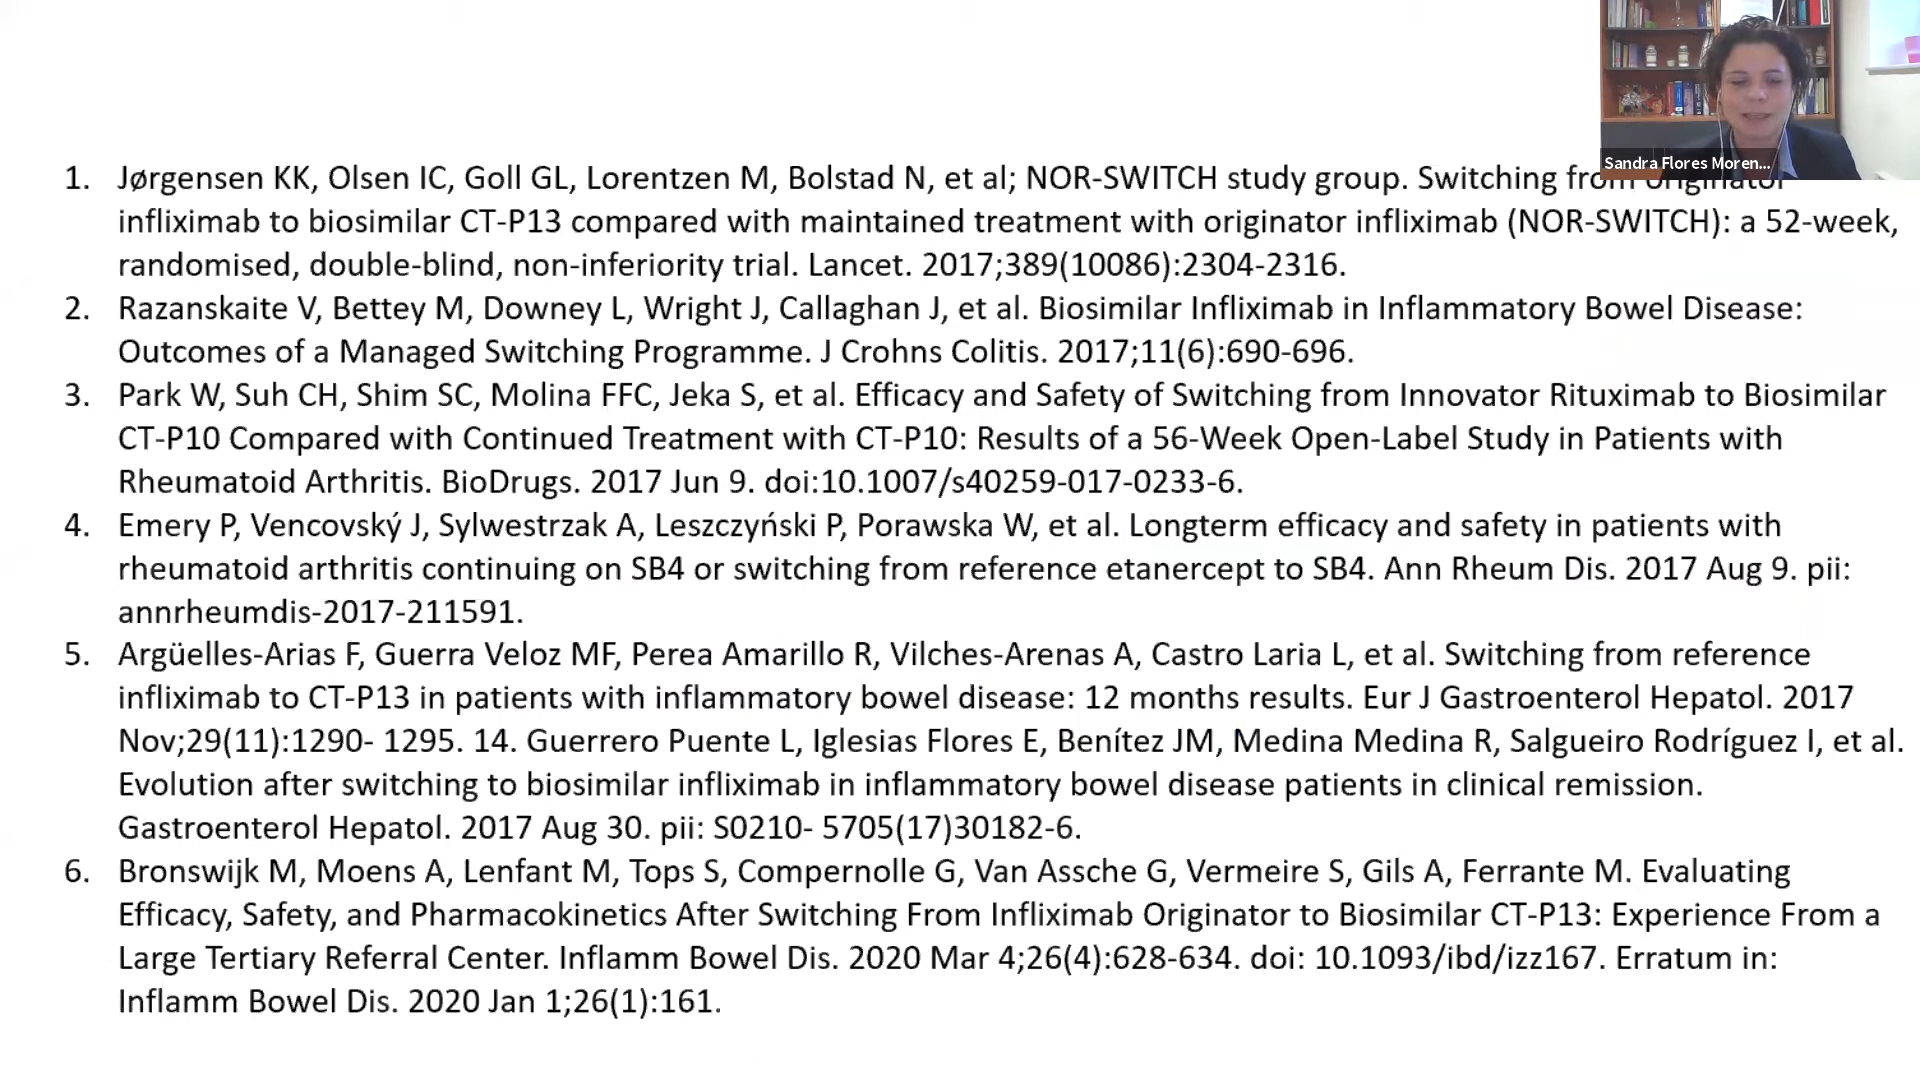 Sandra Flores Moren...
1. Jørgensen KK, Olsen IC, Goll GL, Lorentzen M, Bolstad N, et al; NOR-SWITCH study group. Switching from originator
infliximab to biosimilar CT-P13 compared with maintained treatment with originator infliximab (NOR-SWITCH): a 52-week,
randomised, double-blind, non-inferiority trial. Lancet. 2017;389(10086):2304-2316.
2. Razanskaite V, Bettey M, Downey L, Wright J, Callaghan J, et al. Biosimilar Infliximab in Inflammatory Bowel Disease:
Outcomes of a Managed Switching Programme. J Crohns Colitis. 2017;11(6):690-696.
3. Park W, Suh CH, Shim SC, Molina FFC, Jeka S, et al. Efficacy and Safety of Switching from Innovator Rituximab to Biosimilar
CT-P10 Compared with Continued Treatment with CT-P10: Results of a 56-Week Open-Label Study in Patients with
Rheumatoid Arthritis. BioDrugs. 2017 Jun 9. doi:10.1007/s40259-017-0233-6.
4. Emery P, Vencovský J, Sylwestrzak A, Leszczyński P, Porawska W, et al. Longterm efficacy and safety in patients with
rheumatoid arthritis continuing on SB4 or switching from reference etanercept to SB4. Ann Rheum Dis. 2017 Aug 9. pii:
annrheumdis-2017-211591.
5. Argüelles-Arias F, Guerra Veloz MF, Perea Amarillo R, Vilches-Arenas A, Castro Laria L, et al. Switching from reference
infliximab to CT-P13 in patients with inflammatory bowel disease: 12 months results. Eur J Gastroenterol Hepatol. 2017
Nov;29(11):1290- 1295. 14. Guerrero Puente L, Iglesias Flores E, Benítez JM, Medina Medina R, Salgueiro Rodríguez I, et al.
Evolution after switching to biosimilar infliximab in inflammatory bowel disease patients in clinical remission.
Gastroenterol Hepatol. 2017 Aug 30. pii: S0210- 5705(17)30182-6.
6. Bronswijk M, Moens A, Lenfant M, Tops S, Compernolle G, Van Assche G, Vermeire S, Gils A, Ferrante M. Evaluating
Efficacy, Safety, and Pharmacokinetics After Switching From Infliximab Originator to Biosimilar CT-P13: Experience From a
Large Tertiary Referral Center. Inflamm Bowel Dis. 2020 Mar 4;26(4):628-634. doi: 10.1093/ibd/izz167. Erratum in:
Inflamm Bowel Dis. 2020 Jan 1;26(1):161.